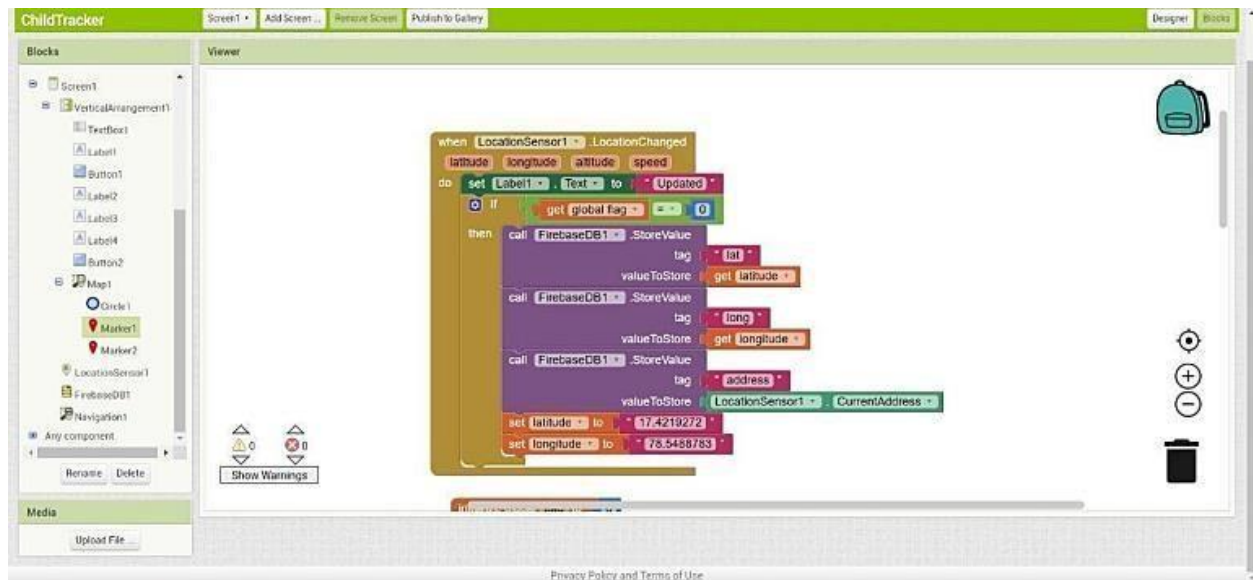 ChildTracker
Screen1 Add Screen ... Remove Screen Publish to Gallery Designer Blocks
Blocks
Viewer
Screen1
VerticalArrangement1
TextBox1
Label1
Button1
Label2
Label3
Label4
Button2
Map1
Circle1
Marker1
Marker2
LocationSensor1
FirebaseDB1
Navigation1
Any component
Rename Delete
Media
Upload File ...
when LocationSensor1 .LocationChanged
latitude longitude altitude speed
do set Label1 . Text to " Updated "
if get global flag = 0
then call FirebaseDB1 .StoreValue
tag " lat "
valueToStore get latitude
call FirebaseDB1 .StoreValue
tag " long "
valueToStore get longitude
call FirebaseDB1 .StoreValue
tag " address "
valueToStore LocationSensor1 . CurrentAddress
set latitude to " 17.4219272 "
set longitude to " 78.5488783 "
0 0
Show Warnings
Privacy Policy and Terms of Use